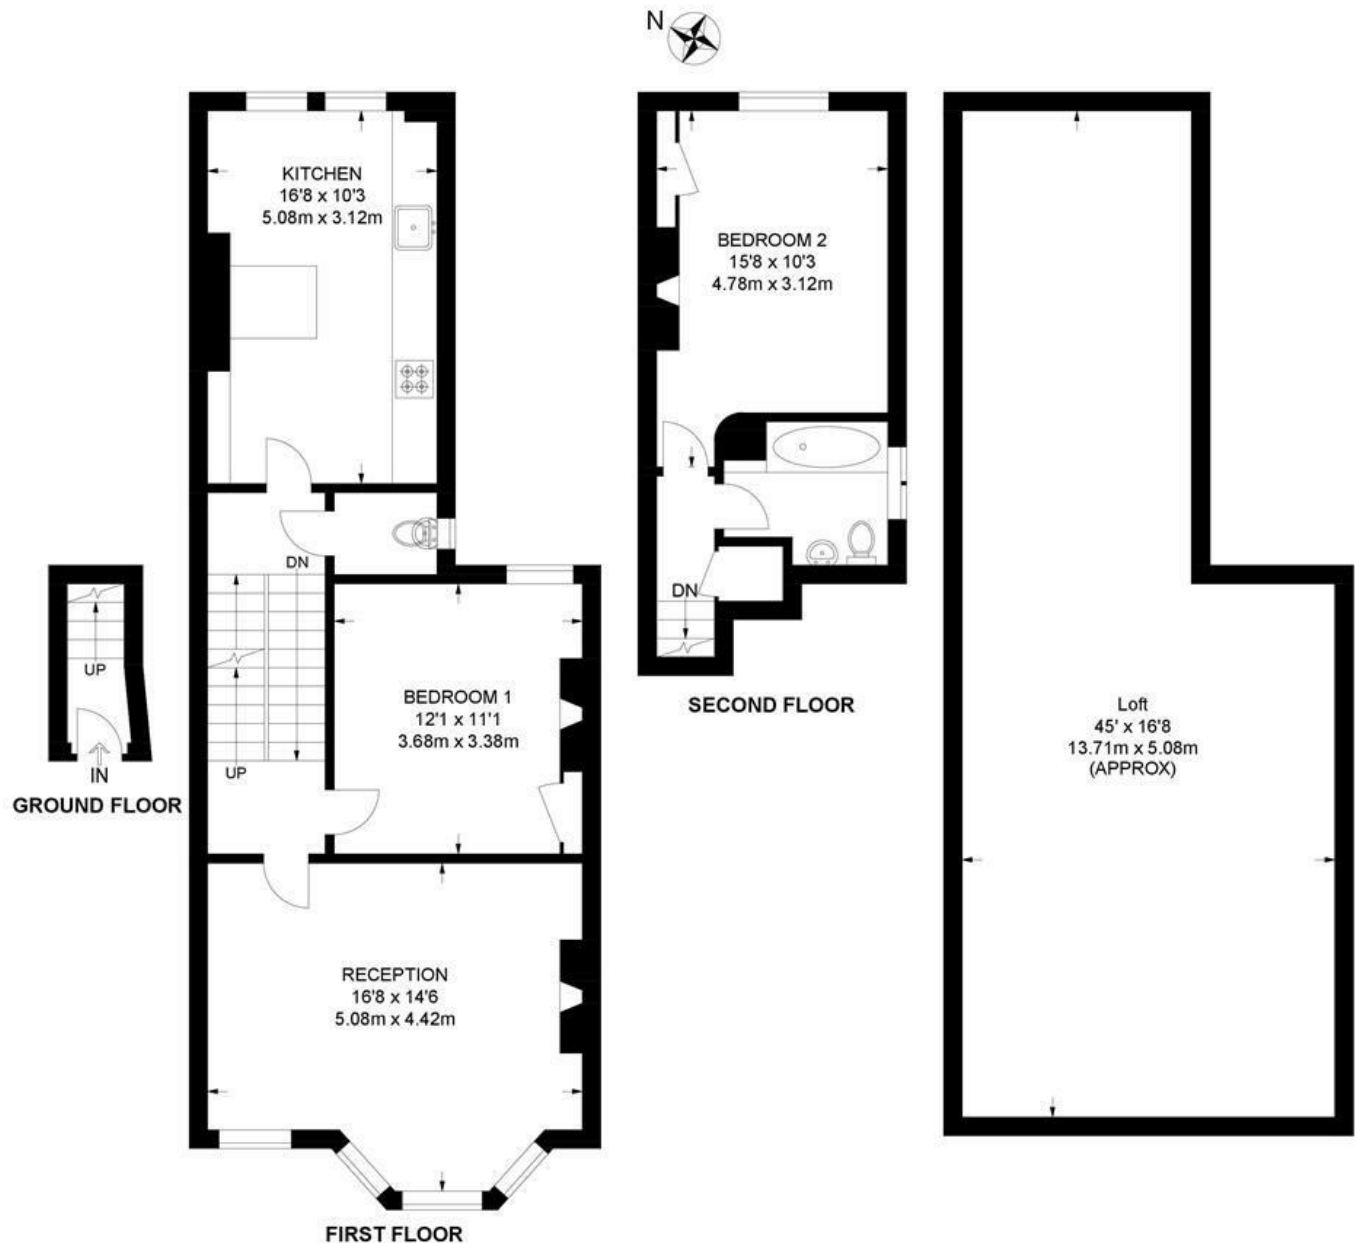 N
KITCHEN
16'8 x 10'3
5.08m x 3.12m
DN
UP
BEDROOM 1
12'1 x 11'1
3.68m x 3.38m
RECEPTION
16'8 x 14'6
5.08m x 4.42m
FIRST FLOOR
UP
IN
GROUND FLOOR
BEDROOM 2
15'8 x 10'3
4.78m x 3.12m
DN
SECOND FLOOR
Loft
45' x 16'8
13.71m x 5.08m
(APPROX)